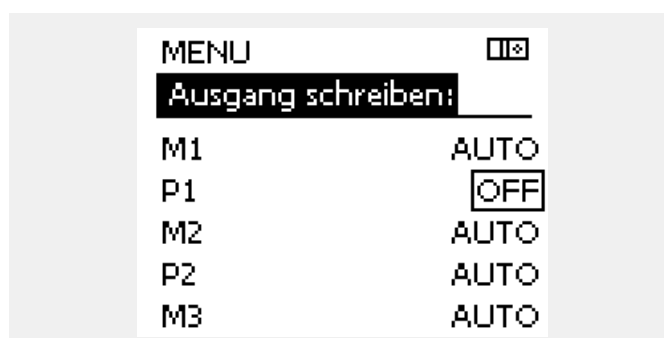 MENU
Ausgang schreiben:
M1 AUTO
P1 OFF
M2 AUTO
P2 AUTO
M3 AUTO